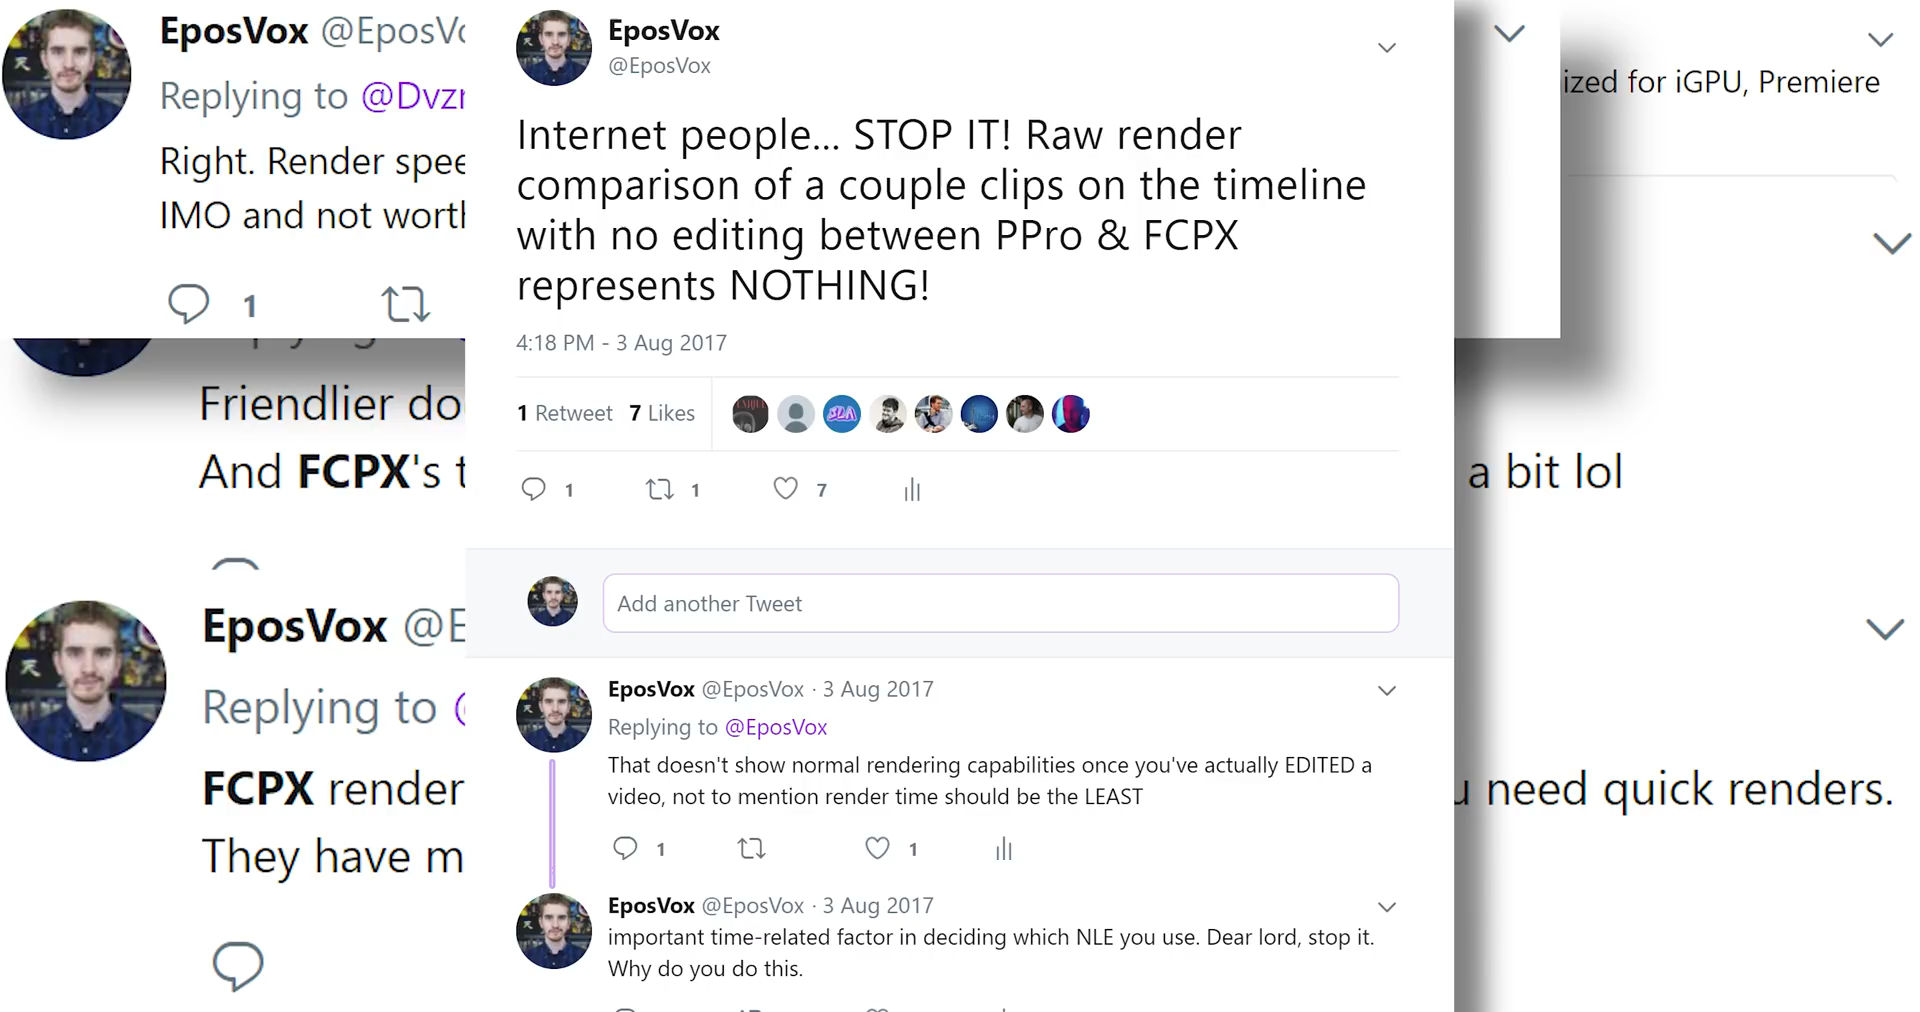 EposVox @EposVo
Replying to @Dvz
Right. Render spee
IMO and not wort
1
Friendlier do
And FCPX's t
EposVox @E
Replying to
FCPX render
They have m
EposVox
@EposVox
Internet people... STOP IT! Raw render
comparison of a couple clips on the timeline
with no editing between PPro & FCPX
represents NOTHING!
4:18 PM - 3 Aug 2017
1 Retweet 7 Likes
SLA
1 1 7
Add another Tweet
EposVox @EposVox · 3 Aug 2017
Replying to @EposVox
That doesn't show normal rendering capabilities once you've actually EDITED a
video, not to mention render time should be the LEAST
1 1
EposVox @EposVox · 3 Aug 2017
important time-related factor in deciding which NLE you use. Dear lord, stop it.
Why do you do this.
ized for iGPU, Premiere
a bit lol
u need quick renders.